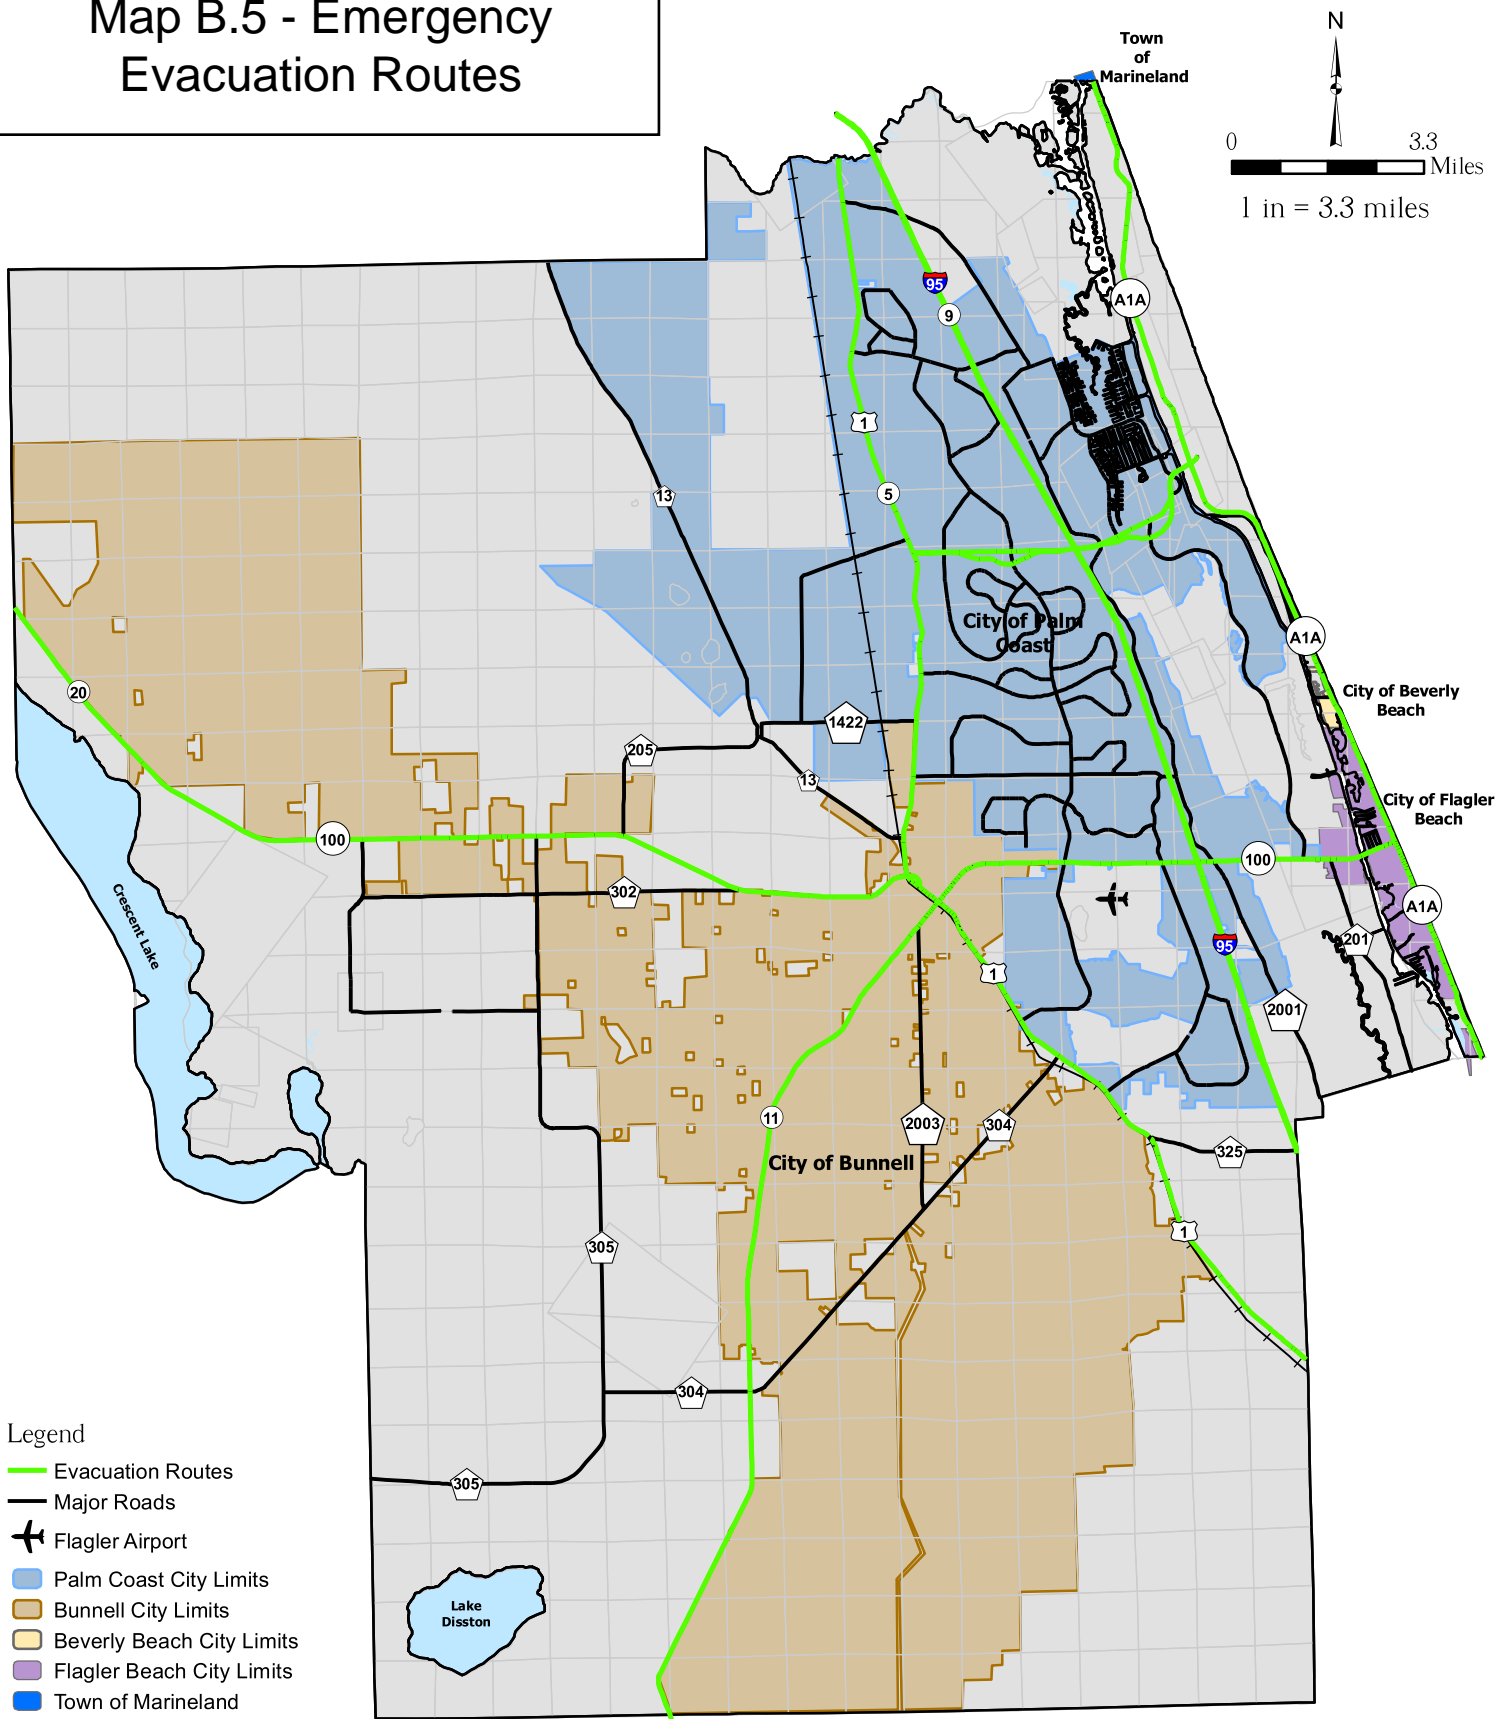 Map B.5 - Emergency
Evacuation Routes
N
0 3.3
Miles
1 in = 3.3 miles
Town
of
Marineland
95
9
A1A
1
5
13
A1A
City of Palm
Coast
City of Beverly
Beach
20
1422
205
13
City of Flagler
Beach
100
100
302
A1A
Crescent Lake
201
95
1
2001
11
2003
304
325
City of Bunnell
1
305
304
305
Lake
Disston
Legend
Evacuation Routes
Major Roads
Flagler Airport
Palm Coast City Limits
Bunnell City Limits
Beverly Beach City Limits
Flagler Beach City Limits
Town of Marineland